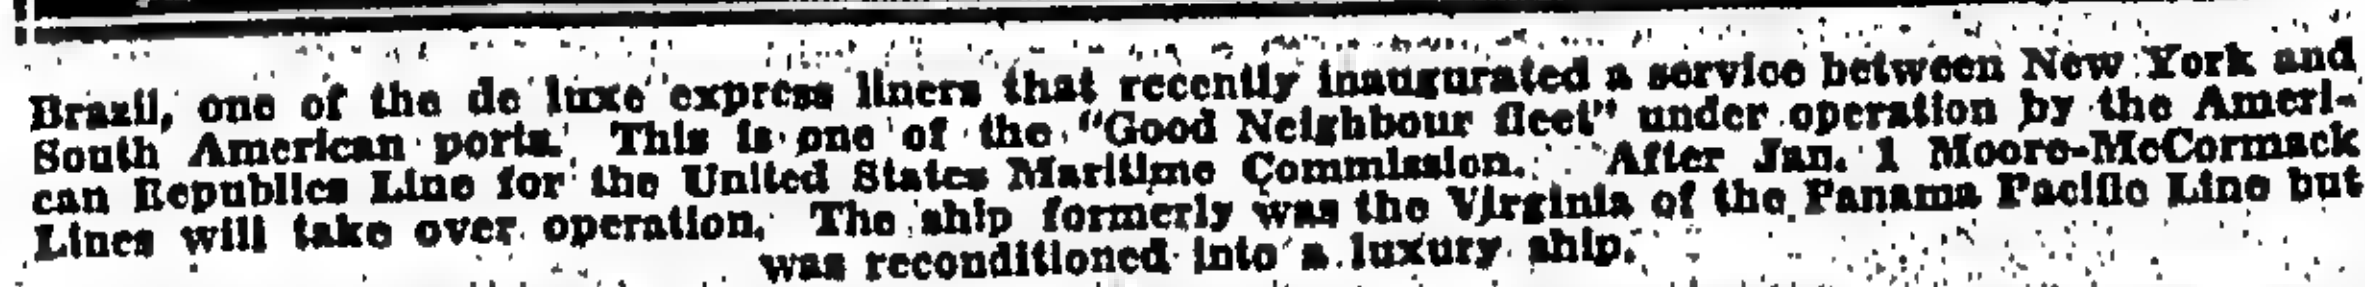 Brazil, one of the de luxe express liners that recently inaugurated a service between New York and
South American ports. This is one of the "Good Neighbour fleet" under operation by the Ameri-
can Republics Line for the United States Maritime Commission. After Jan. 1 Moore-McCormack
Lines will take over operation. The ship formerly was the Virginia of the Panama Pacific Line but
was reconditioned into a luxury ship.